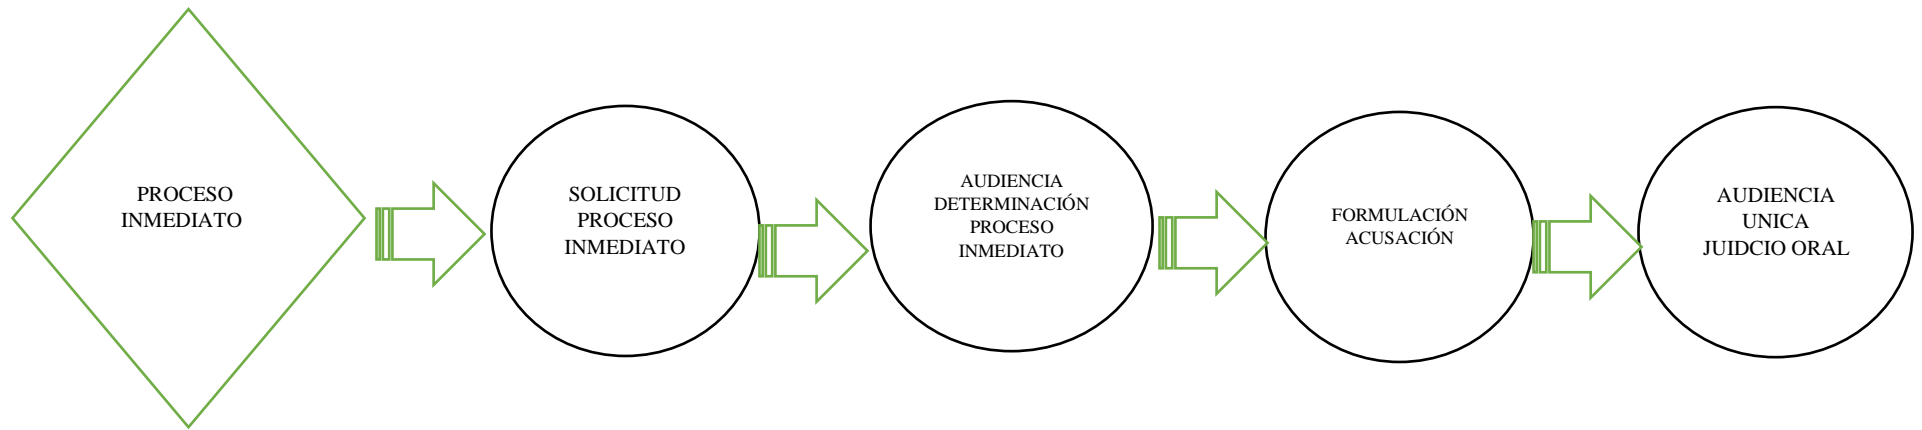 PROCESO
INMEDIATO
SOLICITUD
PROCESO
INMEDIATO
AUDIENCIA
DETERMINACIÓN
PROCESO
INMEDIATO
FORMULACIÓN
ACUSACIÓN
AUDIENCIA
UNICA
JUIDCIO ORAL